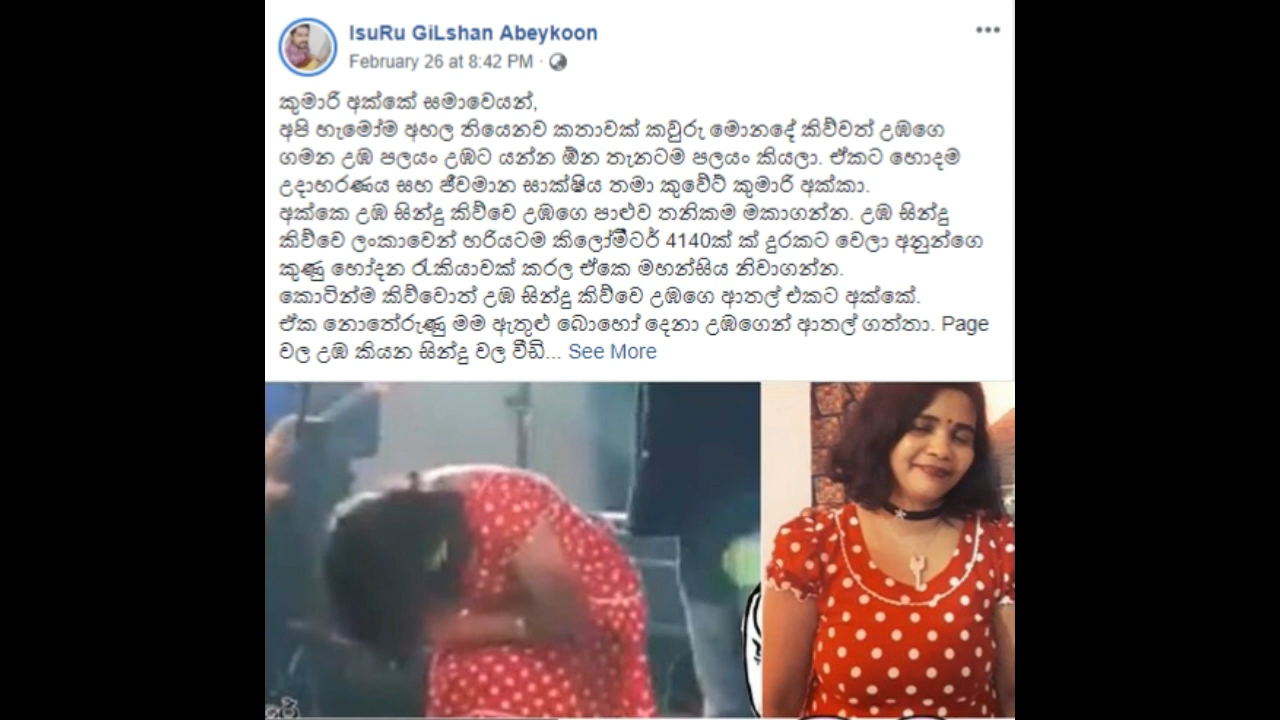 IsuRu GiLshan Abeykoon
February 26 at 8:42 PM ·
කුමාරි අක්කේ සමාවෙයන්,
අපි හැමෝම අහල තියෙනව කතාවක් කවුරු මොනදේ කිව්වත් උඹගෙ
ගමන උඹ පලයං උඹට යන්න ඕන තැනටම පලයං කියලා. ඒකට හොදම
උදාහරණය සහ ජීවමාන සාක්ෂිය තමා කුවේට් කුමාරි අක්කා.
අක්කෙ උඹ සින්දු කිව්වෙ උඹගෙ පාළුව තනිකම මකාගන්න. උඹ සින්දු
කිව්වෙ ලංකාවෙන් හරියටම කිලෝමීටර් 4140ක් ක් දුරකට වෙලා අනුන්ගෙ
කුණු හෝදන රැකියාවක් කරල ඒකෙ මහන්සිය නිවාගන්න.
කොටින්ම කිව්වොත් උඹ සින්දු කිව්වෙ උඹගෙ ආතල් එකට අක්කේ.
ඒක නොතේරුණු මම ඇතුළු බොහෝ දෙනා උඹගෙන් ආතල් ගත්තා. Page
වල උඹ කියන සින්දු වල වීඩි... See More